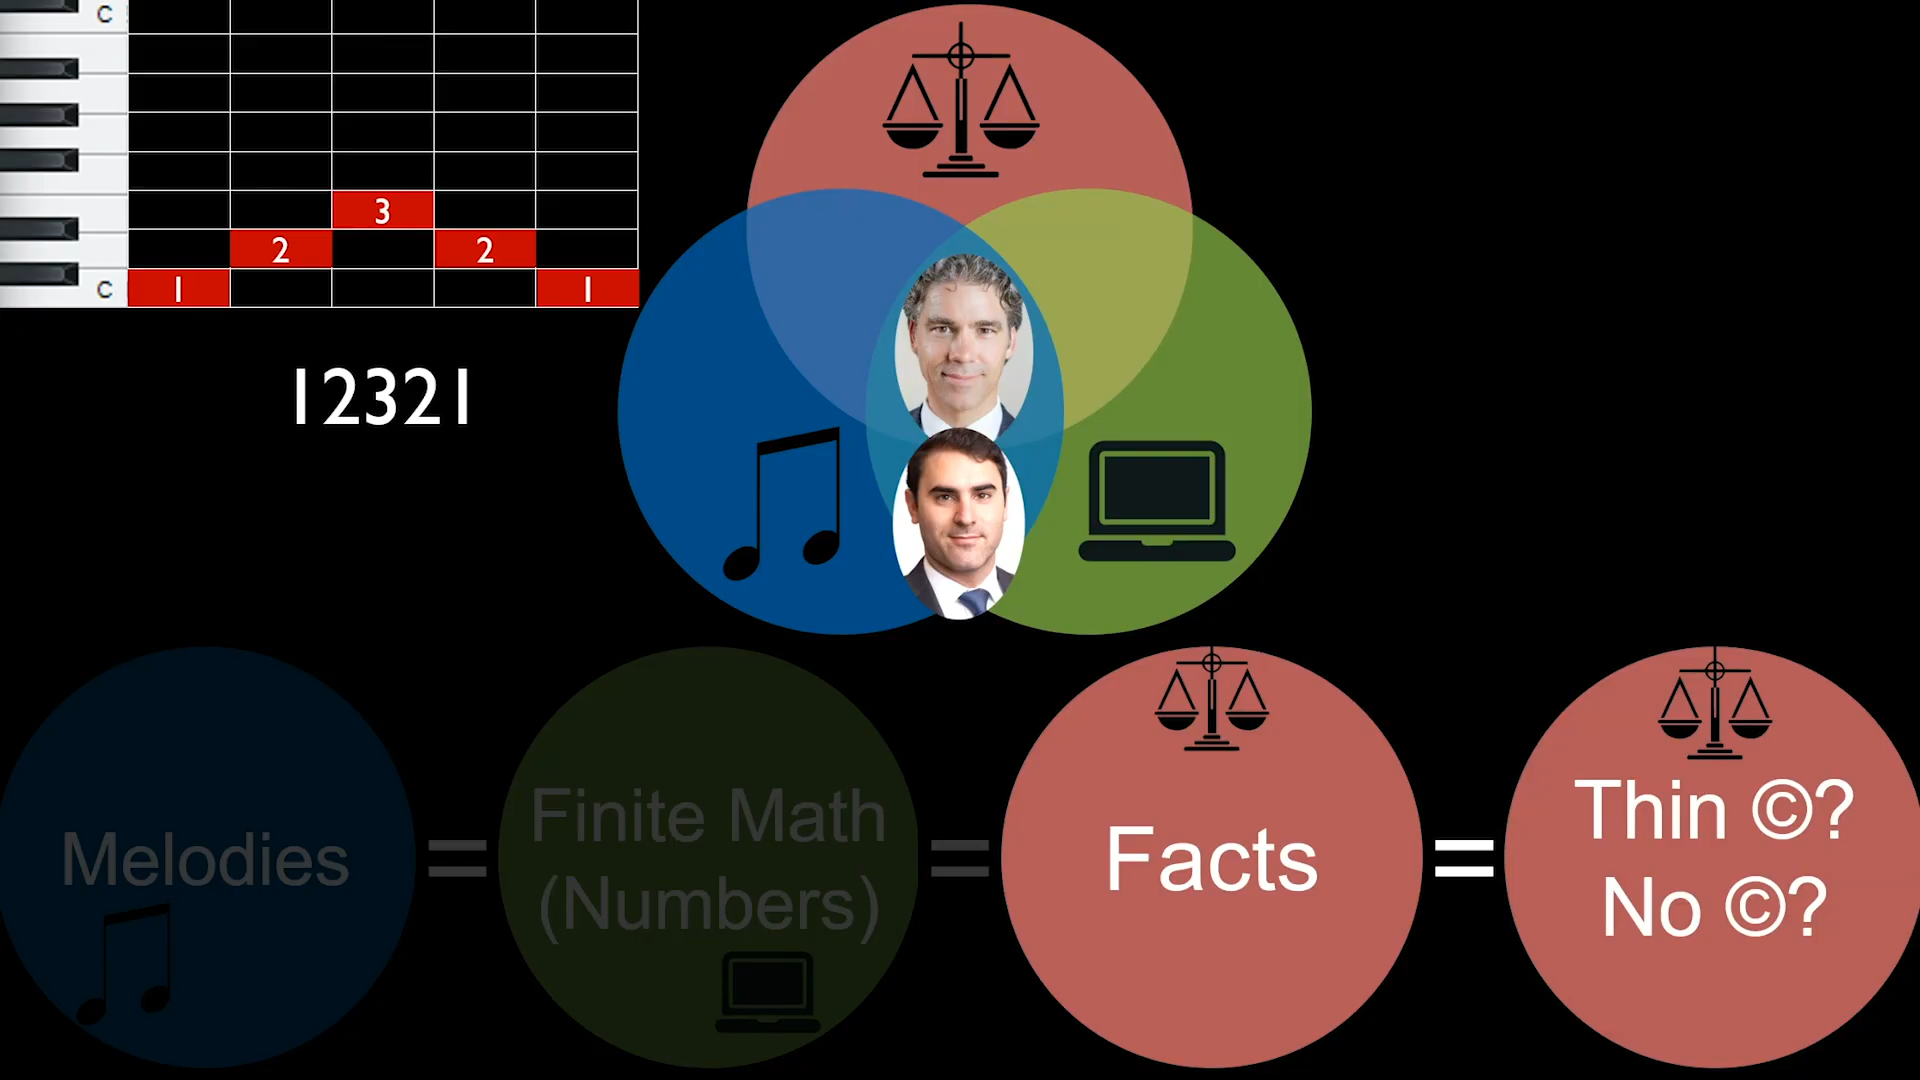 C
3
2 2
C 1 1
12321
Melodies = Finite Math (Numbers) = Facts = Thin ©? No ©?